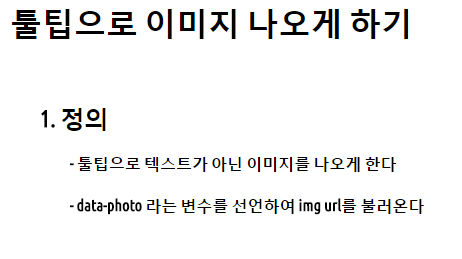 툴팁으로 이미지 나오게 하기
1. 정의
- 툴팁으로 텍스트가 아닌 이미지를 나오게 한다
- data-photo 라는 변수를 선언하여 img url를 불러온다